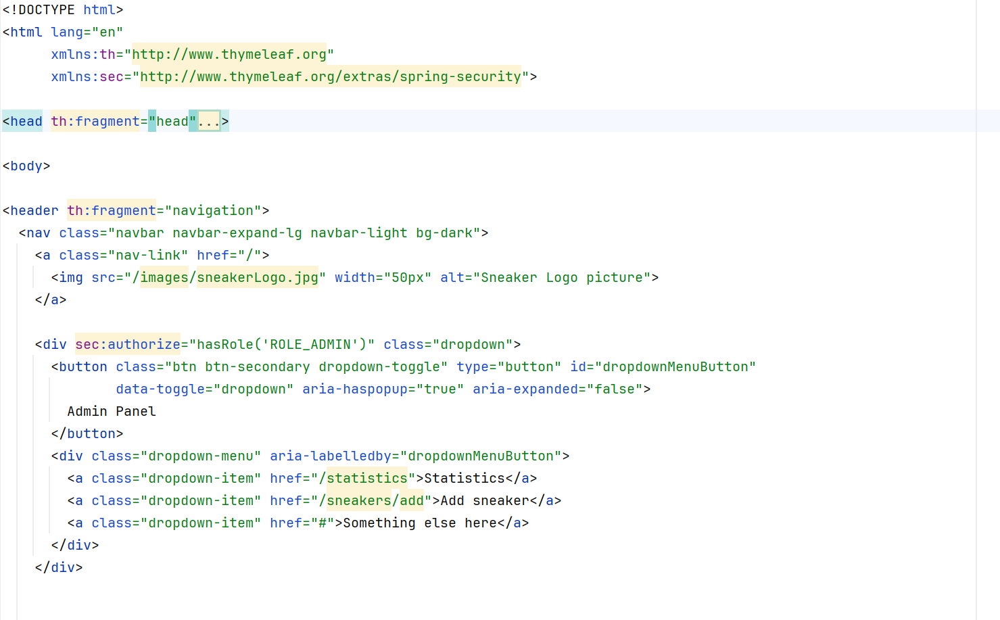 <!DOCTYPE html>
<html lang="en"
      xmlns:th="http://www.thymeleaf.org"
      xmlns:sec="http://www.thymeleaf.org/extras/spring-security">
<head th:fragment="head"...>
<body>
<header th:fragment="navigation">
  <nav class="navbar navbar-expand-lg navbar-light bg-dark">
    <a class="nav-link" href="/">
      <img src="/images/sneakerLogo.jpg" width="50px" alt="Sneaker Logo picture">
    </a>
    <div sec:authorize="hasRole('ROLE_ADMIN')" class="dropdown">
      <button class="btn btn-secondary dropdown-toggle" type="button" id="dropdownMenuButton"
              data-toggle="dropdown" aria-haspopup="true" aria-expanded="false">
        Admin Panel
      </button>
      <div class="dropdown-menu" aria-labelledby="dropdownMenuButton">
        <a class="dropdown-item" href="/statistics">Statistics</a>
        <a class="dropdown-item" href="/sneakers/add">Add sneaker</a>
        <a class="dropdown-item" href="#">Something else here</a>
      </div>
    </div>